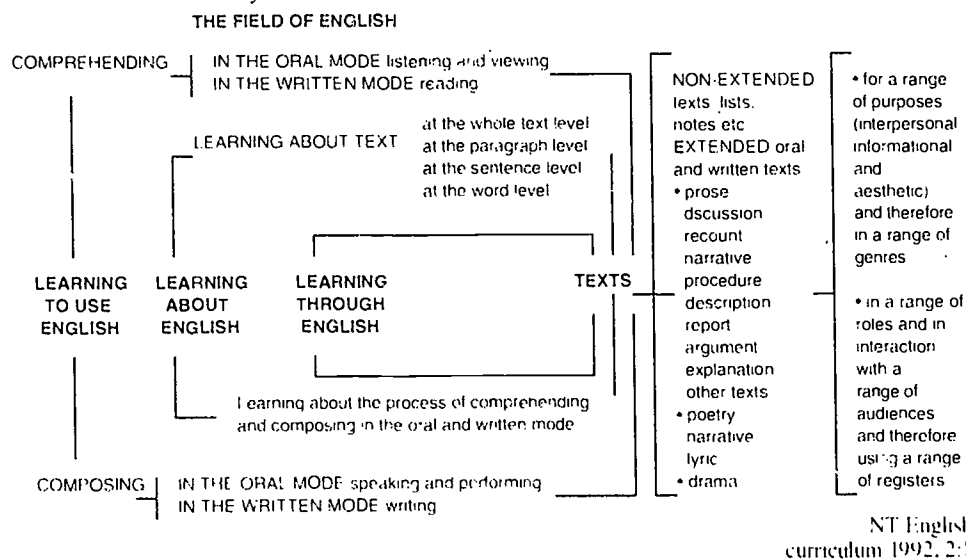 THE FIELD OF ENGLISH
COMPREHENDING
IN THE ORAL MODE listening and viewing
IN THE WRITTEN MODE reading
LEARNING ABOUT TEXT
at the whole text level
at the paragraph level
at the sentence level
at the word level
LEARNING
TO USE
ENGLISH
LEARNING
ABOUT
ENGLISH
LEARNING
THROUGH
ENGLISH
TEXTS
Learning about the process of comprehending
and composing in the oral and written mode
COMPOSING
IN THE ORAL MODE speaking and performing
IN THE WRITTEN MODE writing
NON-EXTENDED
texts lists,
notes etc
EXTENDED oral
and written texts
• prose
dscussion
recount
narrative
procedure
description
report
argument
explanation
other texts
• poetry
narrative
lyric
• drama
• for a range
of purposes
(interpersonal
informational
and
aesthetic)
and therefore
in a range of
genres
• in a range of
roles and in
interaction
with a
range of
audiences
and therefore
using a range
of registers
NT English
curriculum 1992, 2: